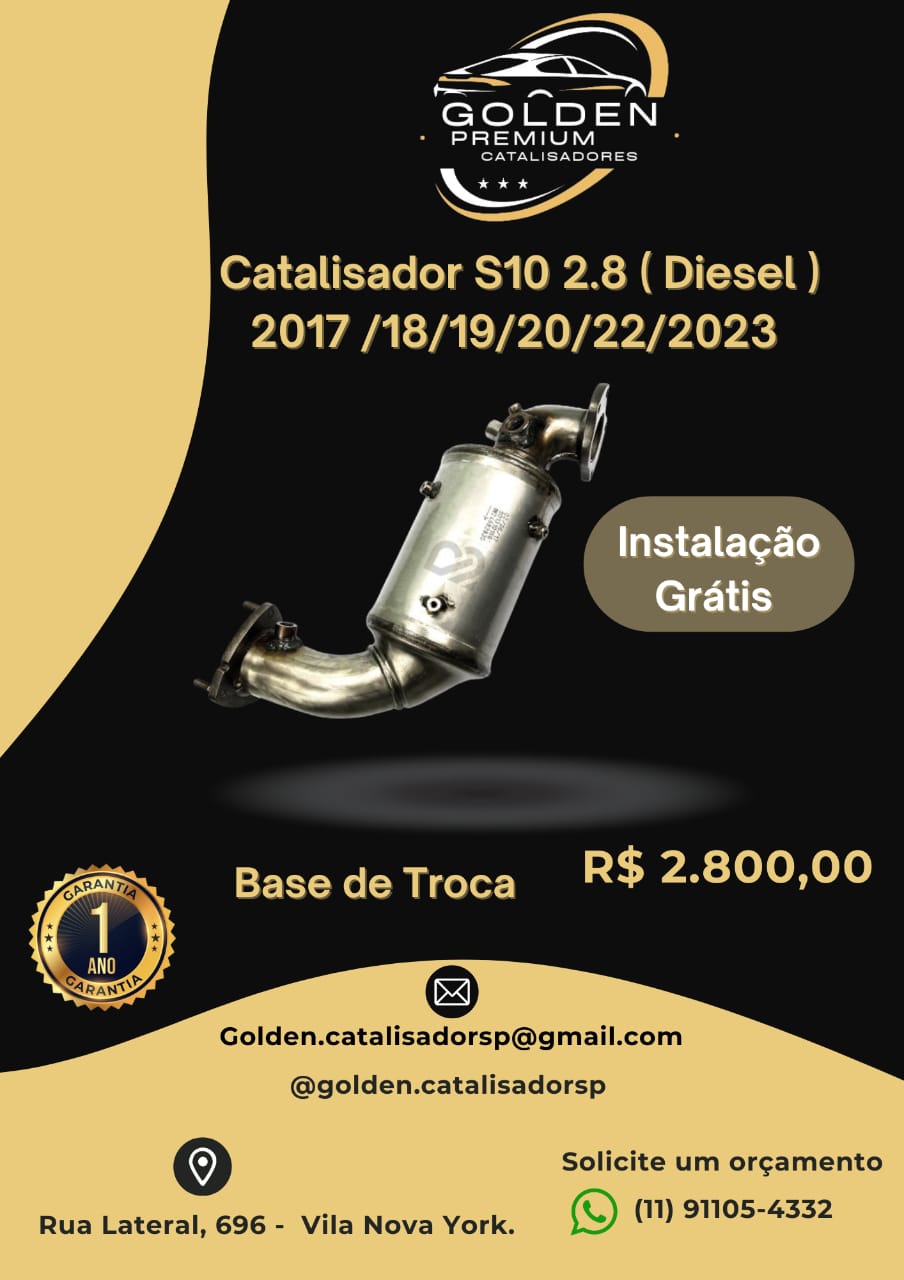 GOLDEN
PREMIUM
CATALISADORES
Catalisador S10 2.8 ( Diesel )
2017 /18/19/20/22/2023
Instalação
Grátis
Base de Troca
R$ 2.800,00
GARANTIA
1
ANO
GARANTIA
Golden.catalisadorsp@gmail.com
@golden.catalisadorsp
Solicite um orçamento
(11) 91105-4332
Rua Lateral, 696 - Vila Nova York.